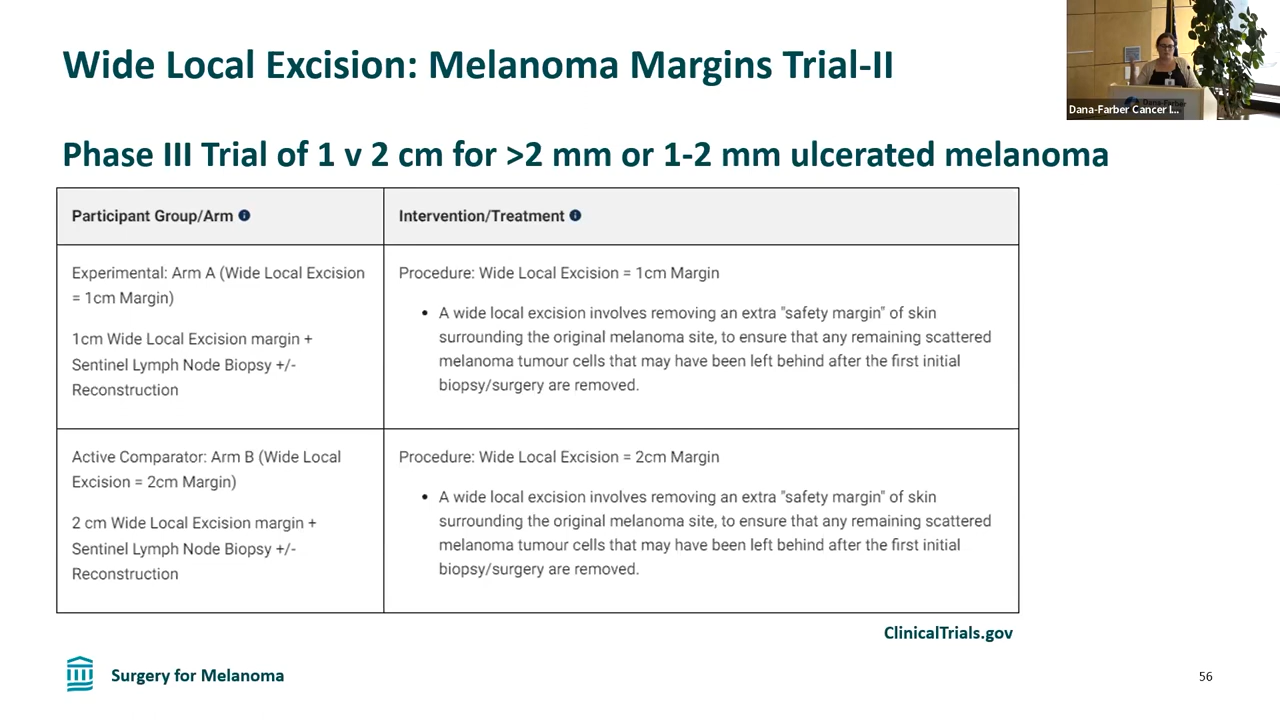 Wide Local Excision: Melanoma Margins Trial-II
Dana-Farber Cancer I...
Phase III Trial of 1 v 2 cm for >2 mm or 1-2 mm ulcerated melanoma
Participant Group/Arm
Intervention/Treatment
Experimental: Arm A (Wide Local Excision
= 1cm Margin)
1cm Wide Local Excision margin +
Sentinel Lymph Node Biopsy +/-
Reconstruction
Procedure: Wide Local Excision = 1cm Margin
• A wide local excision involves removing an extra "safety margin" of skin
surrounding the original melanoma site, to ensure that any remaining scattered
melanoma tumour cells that may have been left behind after the first initial
biopsy/surgery are removed.
Active Comparator: Arm B (Wide Local
Excision = 2cm Margin)
2 cm Wide Local Excision margin +
Sentinel Lymph Node Biopsy +/-
Reconstruction
Procedure: Wide Local Excision = 2cm Margin
• A wide local excision involves removing an extra "safety margin" of skin
surrounding the original melanoma site, to ensure that any remaining scattered
melanoma tumour cells that may have been left behind after the first initial
biopsy/surgery are removed.
ClinicalTrials.gov
Surgery for Melanoma
56